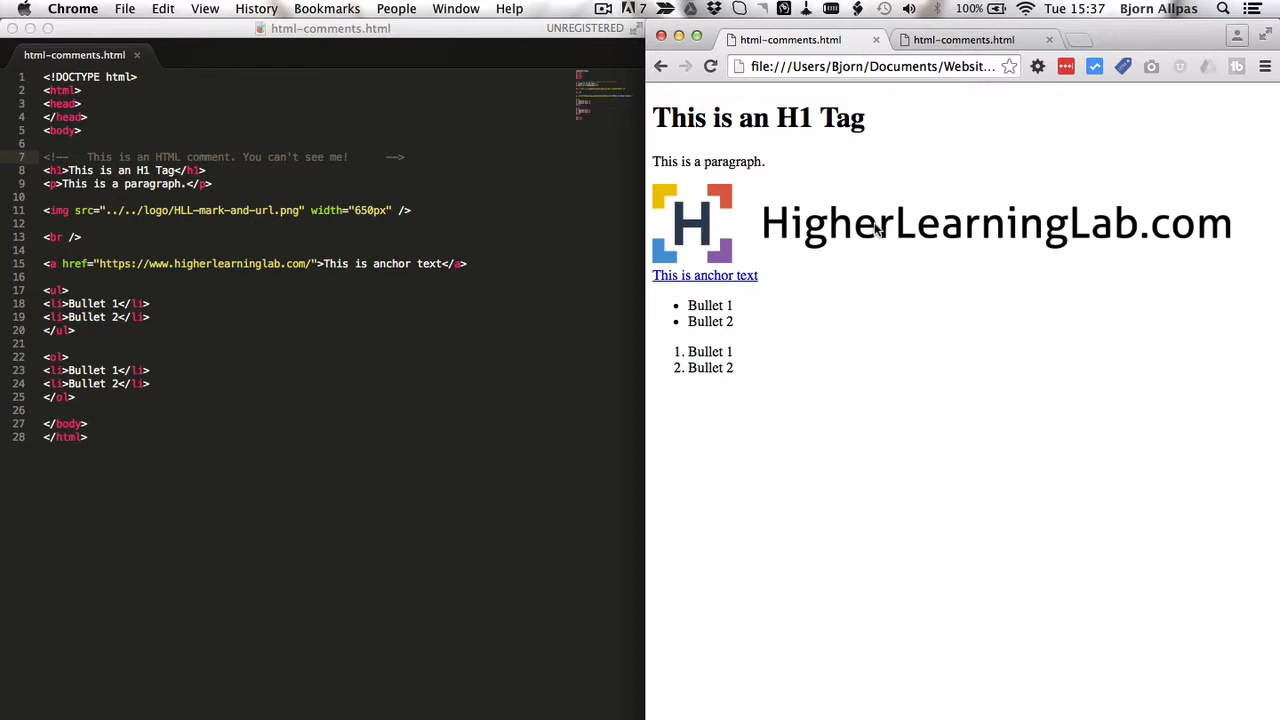 Chrome File Edit View History Bookmarks People Window Help 7 100% Tue 15:37 Bjorn Allpas
html-comments.html UNREGISTERED
html-comments.html
1 <!DOCTYPE html>
2 <html>
3 <head>
4 </head>
5 <body>
6
7 <!-- This is an HTML comment. You can't see me! -->
8 <h1>This is an H1 Tag</h1>
9 <p>This is a paragraph.</p>
10
11 <img src="../../logo/HLL-mark-and-url.png" width="650px" />
12
13 <br />
14
15 <a href="https://www.higherlearninglab.com/">This is anchor text</a>
16
17 <ul>
18 <li>Bullet 1</li>
19 <li>Bullet 2</li>
20 </ul>
21
22 <ol>
23 <li>Bullet 1</li>
24 <li>Bullet 2</li>
25 </ol>
26
27 </body>
28 </html>
html-comments.html html-comments.html
file:///Users/Bjorn/Documents/Websit...
This is an H1 Tag
This is a paragraph.
H HigherLearningLab.com
This is anchor text
• Bullet 1
• Bullet 2
1. Bullet 1
2. Bullet 2